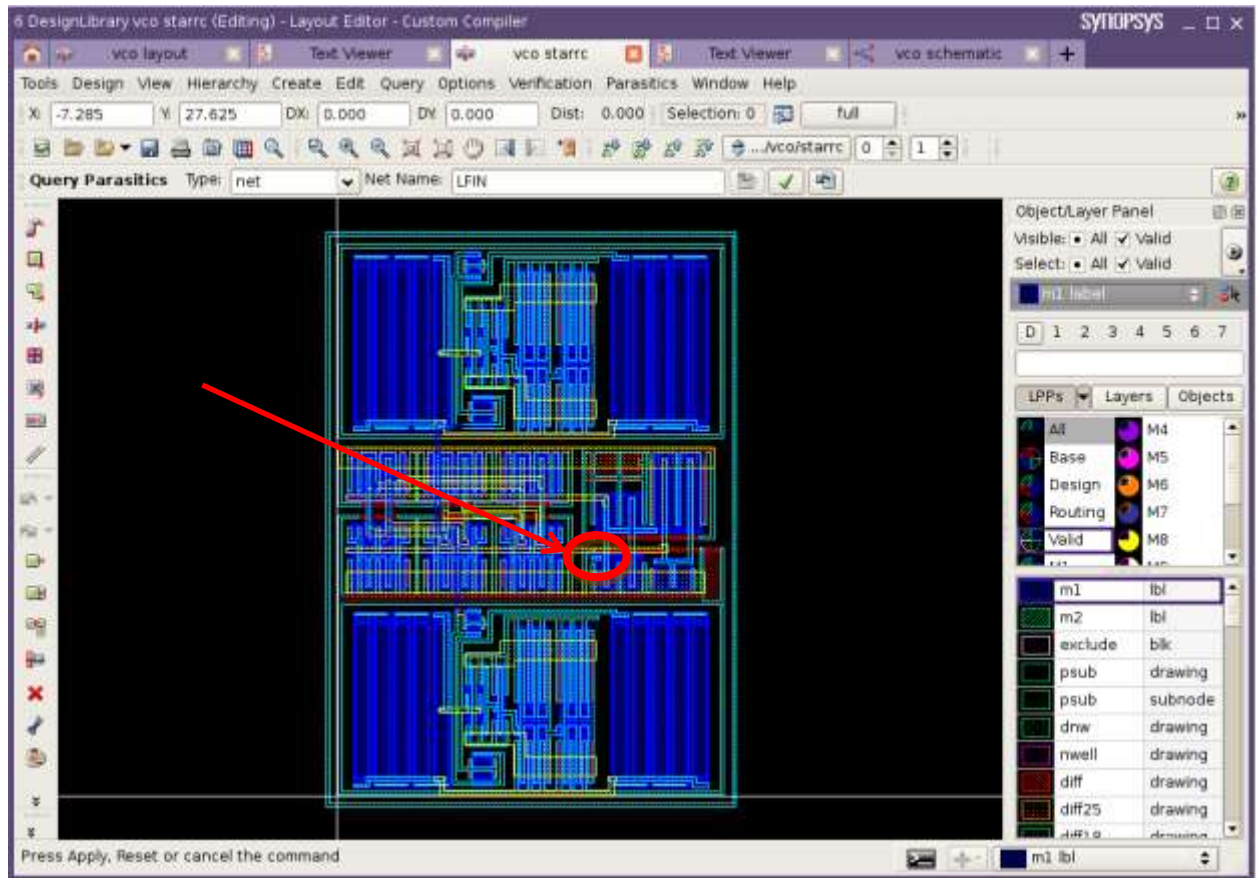 6 DesignLibrary vco starrc (Editing) - Layout Editor - Custom Compiler SYNOPSYS
vco layout Text Viewer vco starrc Text Viewer vco schematic +
Tools Design View Hierarchy Create Edit Query Options Verification Parasitics Window Help
X: -7.285 Y: 27.625 DX: 0.000 DY: 0.000 Dist: 0.000 Selection: 0 full »
.../vco/starrc 0 1
Query Parasitics Type: net Net Name: LFIN
Object/Layer Panel
Visible: All Valid
Select: All Valid
m1 label
D 1 2 3 4 5 6 7
LPPs Layers Objects
All M4
Base M5
Design M6
Routing M7
Valid M8
m1 lbl
m2 lbl
exclude blk
psub drawing
psub subnode
dnw drawing
nwell drawing
diff drawing
diff25 drawing
diff18 drawing
Press Apply, Reset or cancel the command m1 lbl